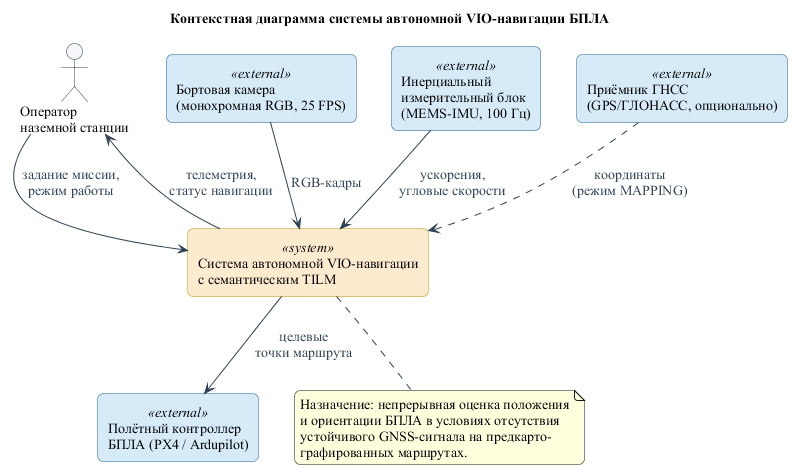 Контекстная диаграмма системы автономной VIO-навигации БПЛА
Оператор
наземной станции
«external»
Бортовая камера
(монохромная RGB, 25 FPS)
«external»
Инерциальный
измерительный блок
(MEMS-IMU, 100 Гц)
«external»
Приёмник ГНСС
(GPS/ГЛОНАСС, опционально)
задание миссии,
режим работы
телеметрия,
статус навигации
RGB-кадры
ускорения,
угловые скорости
координаты
(режим MAPPING)
«system»
Система автономной VIO-навигации
с семантическим TILM
целевые
точки маршрута
«external»
Полётный контроллер
БПЛА (PX4 / Ardupilot)
Назначение: непрерывная оценка положения
и ориентации БПЛА в условиях отсутствия
устойчивого GNSS-сигнала на предкарто-
графированных маршрутах.